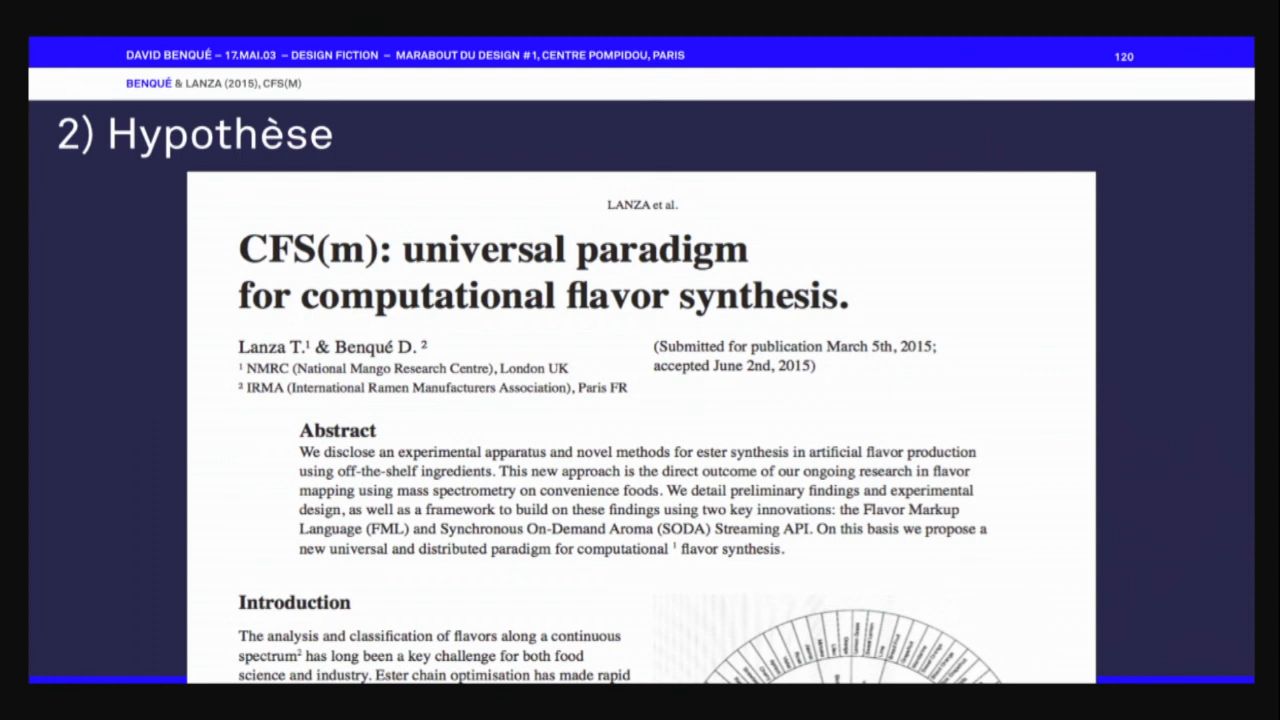 DAVID BENQUÉ – 17.MAI.03 – DESIGN FICTION – MARABOUT DU DESIGN #1, CENTRE POMPIDOU, PARIS
120
BENQUÉ & LANZA (2015), CFS(M)
2) Hypothèse
LANZA et al.
CFS(m): universal paradigm
for computational flavor synthesis.
Lanza T.¹ & Benqué D. ²
¹ NMRC (National Mango Research Centre), London UK
² IRMA (International Ramen Manufacturers Association), Paris FR
(Submitted for publication March 5th, 2015;
accepted June 2nd, 2015)
Abstract
We disclose an experimental apparatus and novel methods for ester synthesis in artificial flavor production
using off-the-shelf ingredients. This new approach is the direct outcome of our ongoing research in flavor
mapping using mass spectrometry on convenience foods. We detail preliminary findings and experimental
design, as well as a framework to build on these findings using two key innovations: the Flavor Markup
Language (FML) and Synchronous On-Demand Aroma (SODA) Streaming API. On this basis we propose a
new universal and distributed paradigm for computational ¹ flavor synthesis.
Introduction
The analysis and classification of flavors along a continuous
spectrum² has long been a key challenge for both food
science and industry. Ester chain optimisation has made rapid